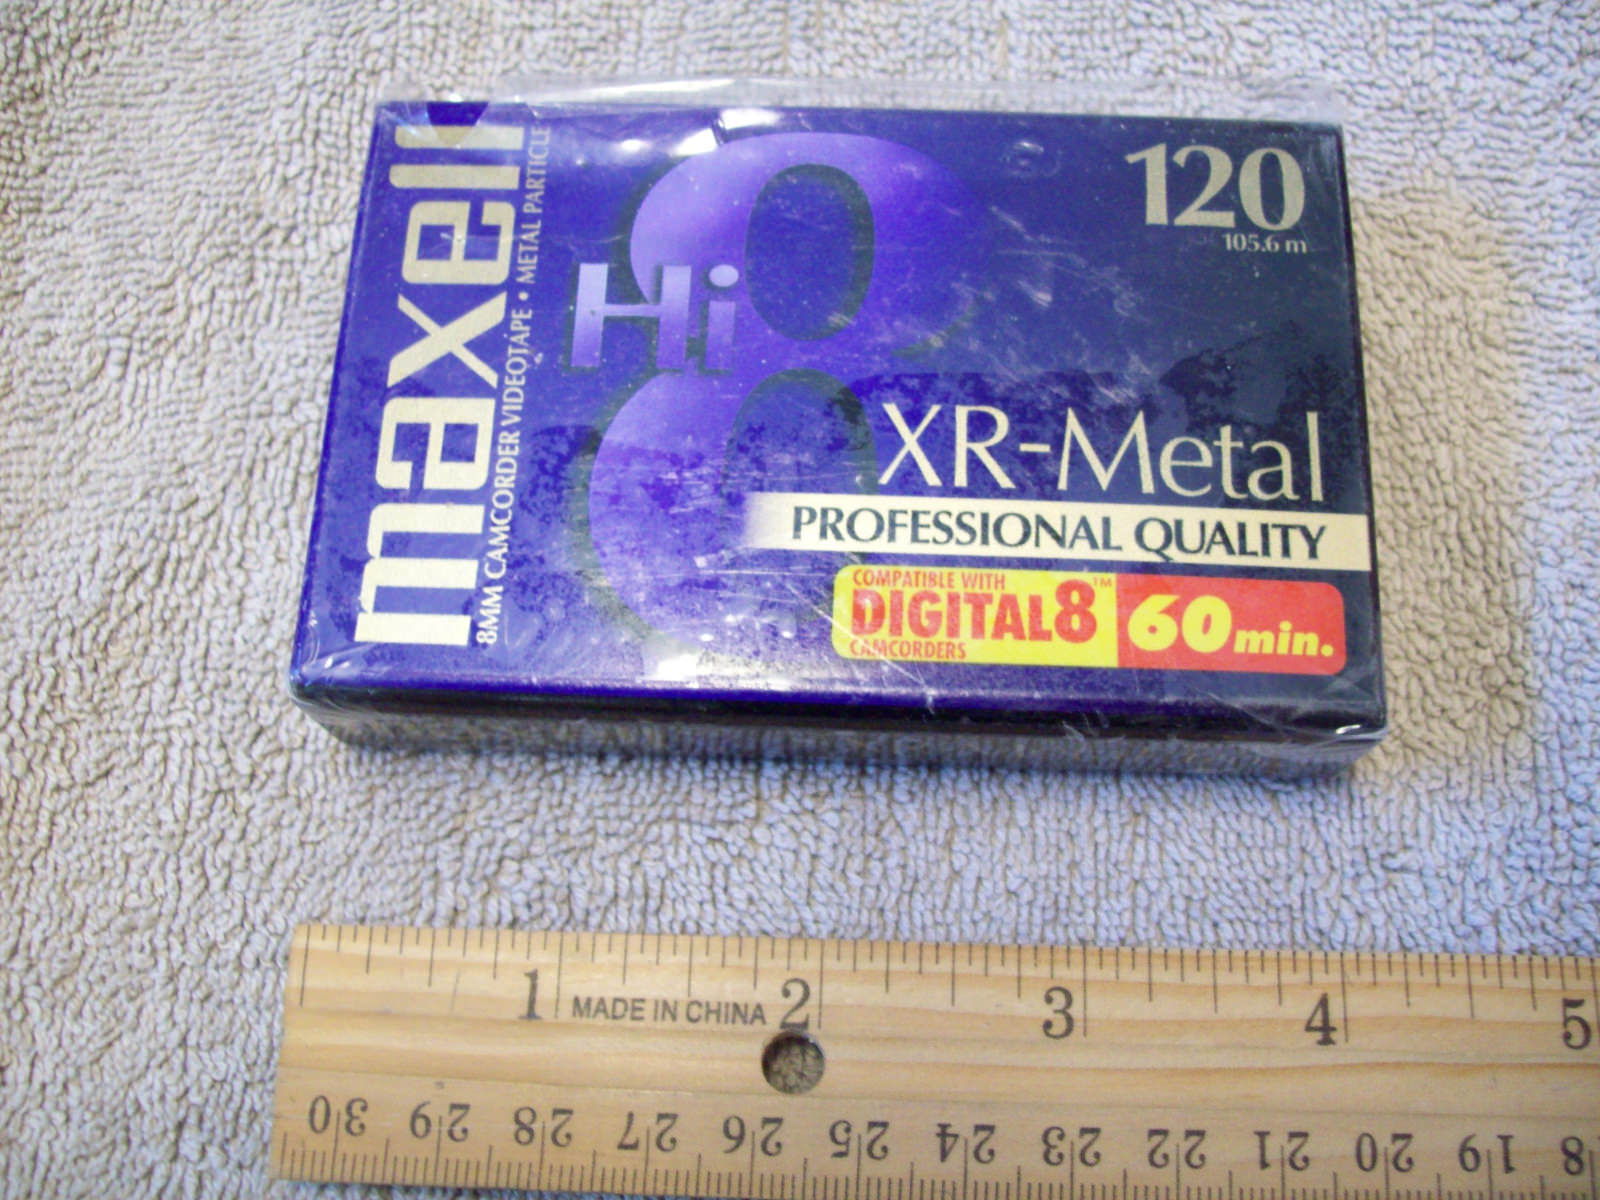 maxell
8MM CAMCORDER VIDEOTAPE • METAL PARTICLE
Hi8
120
105.6 m
XR-Metal
PROFESSIONAL QUALITY
COMPATIBLE WITH
DIGITAL8™
CAMCORDERS
60 min.
1 MADE IN CHINA 2 3 4 5
30 29 28 27 26 25 24 23 22 21 20 19 18